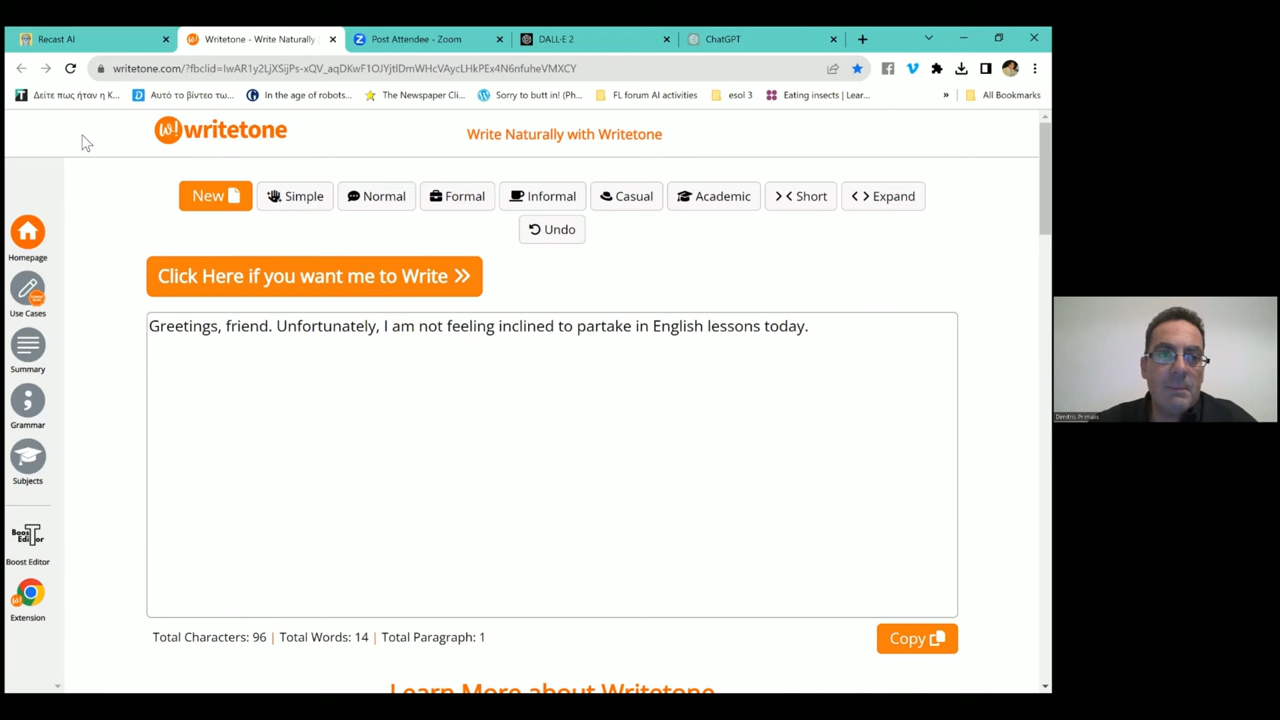 Recast AI
Writetone - Write Naturally
Post Attendee - Zoom
DALL·E 2
ChatGPT
Δείτε πως ήταν η Κ...
Αυτό το βίντεο τω...
In the age of robots...
The Newspaper Cli...
Sorry to butt in! (Ph...
FL forum AI activities
esol 3
Eating insects | Lear...
»
All Bookmarks
writetone
Write Naturally with Writetone
New
Simple
Normal
Formal
Informal
Casual
Academic
Short
Expand
Undo
Homepage
Use Cases
Summary
Grammar
Subjects
Boost Editor
Extension
Click Here if you want me to Write »
Greetings, friend. Unfortunately, I am not feeling inclined to partake in English lessons today.
Total Characters: 96 | Total Words: 14 | Total Paragraph: 1
Copy
Learn More about Writetone
Dimitris Primalis